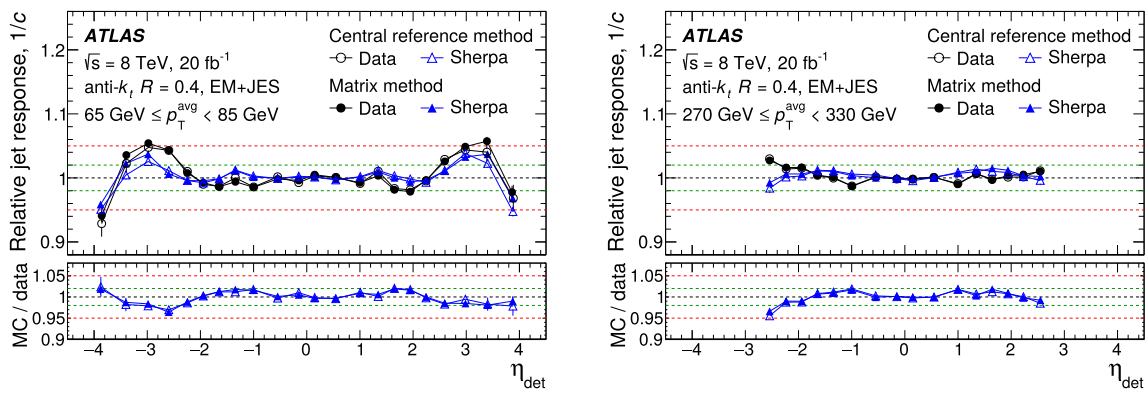 Relative jet response, 1/c
1.2
1.1
1
0.9
ATLAS
√s = 8 TeV, 20 fb⁻¹
anti-kₜ R = 0.4, EM+JES
65 GeV ≤ p_T^avg < 85 GeV
Central reference method
Data Sherpa
Matrix method
Data Sherpa
MC / data
1.05
1
0.95
0.9
−4 −3 −2 −1 0 1 2 3 4
η_det
Relative jet response, 1/c
1.2
1.1
1
0.9
ATLAS
√s = 8 TeV, 20 fb⁻¹
anti-kₜ R = 0.4, EM+JES
270 GeV ≤ p_T^avg < 330 GeV
Central reference method
Data Sherpa
Matrix method
Data Sherpa
MC / data
1.05
1
0.95
0.9
−4 −3 −2 −1 0 1 2 3 4
η_det